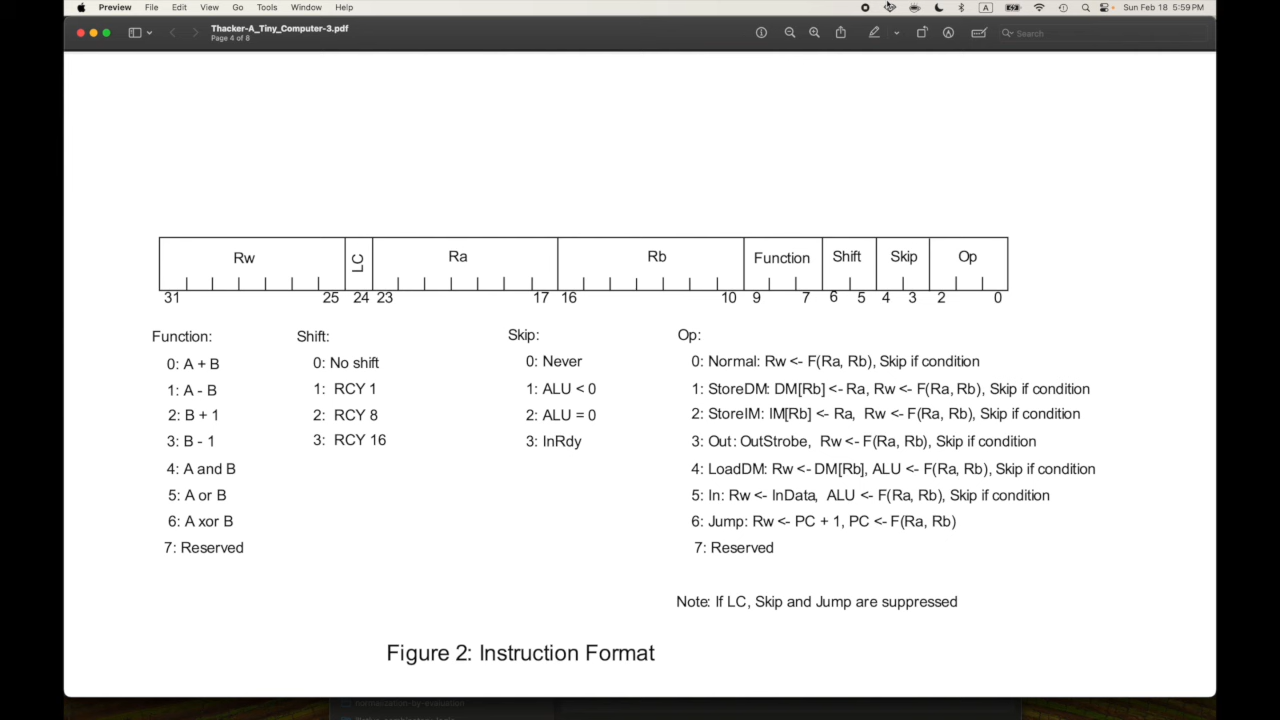 Preview File Edit View Go Tools Window Help A Sun Feb 18 5:59 PM
Thacker-A_Tiny_Computer-3.pdf
Page 4 of 8
Search
Rw LC Ra Rb Function Shift Skip Op
31 25 24 23 17 16 10 9 7 6 5 4 3 2 0
Function:
0: A + B
1: A - B
2: B + 1
3: B - 1
4: A and B
5: A or B
6: A xor B
7: Reserved
Shift:
0: No shift
1: RCY 1
2: RCY 8
3: RCY 16
Skip:
0: Never
1: ALU < 0
2: ALU = 0
3: InRdy
Op:
0: Normal: Rw <- F(Ra, Rb), Skip if condition
1: StoreDM: DM[Rb] <- Ra, Rw <- F(Ra, Rb), Skip if condition
2: StoreIM: IM[Rb] <- Ra, Rw <- F(Ra, Rb), Skip if condition
3: Out: OutStrobe, Rw <- F(Ra, Rb), Skip if condition
4: LoadDM: Rw <- DM[Rb], ALU <- F(Ra, Rb), Skip if condition
5: In: Rw <- InData, ALU <- F(Ra, Rb), Skip if condition
6: Jump: Rw <- PC + 1, PC <- F(Ra, Rb)
7: Reserved
Note: If LC, Skip and Jump are suppressed
Figure 2: Instruction Format
normalization-by-evaluation